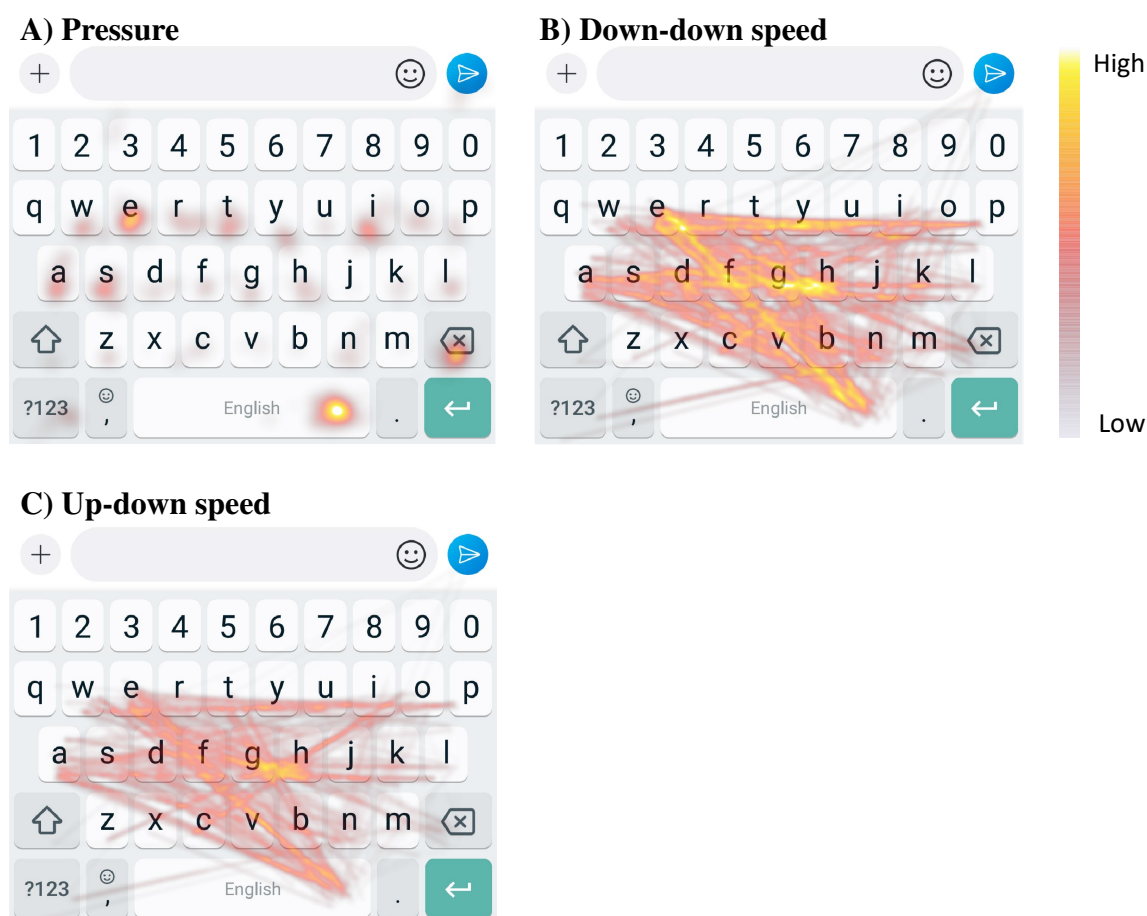 A) Pressure
1 2 3 4 5 6 7 8 9 0
q w e r t y u i o p
a s d f g h j k l
z x c v b n m
?123 , English .
B) Down-down speed
1 2 3 4 5 6 7 8 9 0
q w e r t y u i o p
a s d f g h j k l
z x c v b n m
?123 , English .
High
Low
C) Up-down speed
1 2 3 4 5 6 7 8 9 0
q w e r t y u i o p
a s d f g h j k l
z x c v b n m
?123 , English .